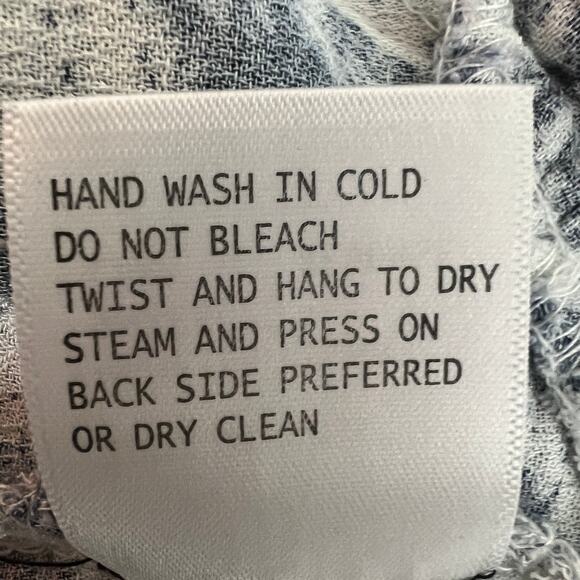 HAND WASH IN COLD
DO NOT BLEACH
TWIST AND HANG TO DRY
STEAM AND PRESS ON
BACK SIDE PREFERRED
OR DRY CLEAN